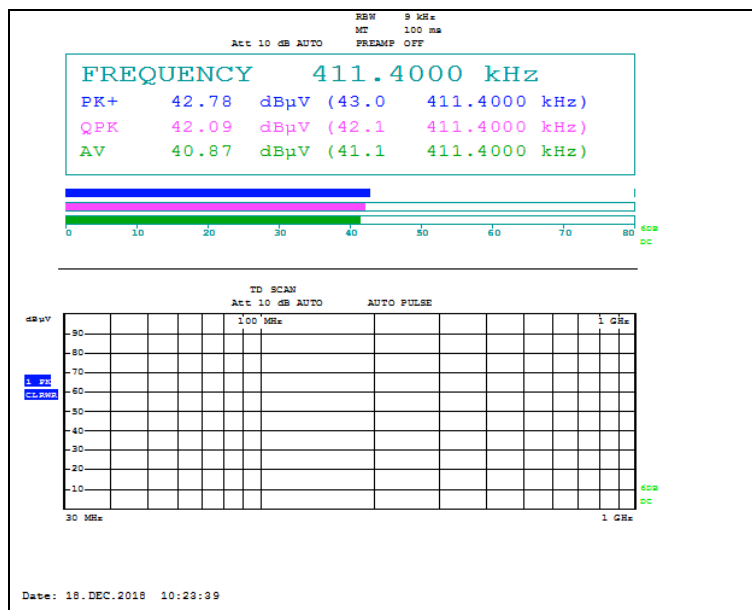 RBW 9 kHz
MT 100 ms
Att 10 dB AUTO PREAMP OFF
FREQUENCY 411.4000 kHz
PK+ 42.78 dBµV (43.0 411.4000 kHz)
QPK 42.09 dBµV (42.1 411.4000 kHz)
AV 40.87 dBµV (41.1 411.4000 kHz)
0 10 20 30 40 50 60 70 80
6DB
DC
TD SCAN
Att 10 dB AUTO AUTO PULSE
dBµV
100 MHz 1 GHz
90
80
70
1 PK
60
CLRWR
50
40
30
20
10
6DB
DC
30 MHz 1 GHz
Date: 18.DEC.2018 10:23:39